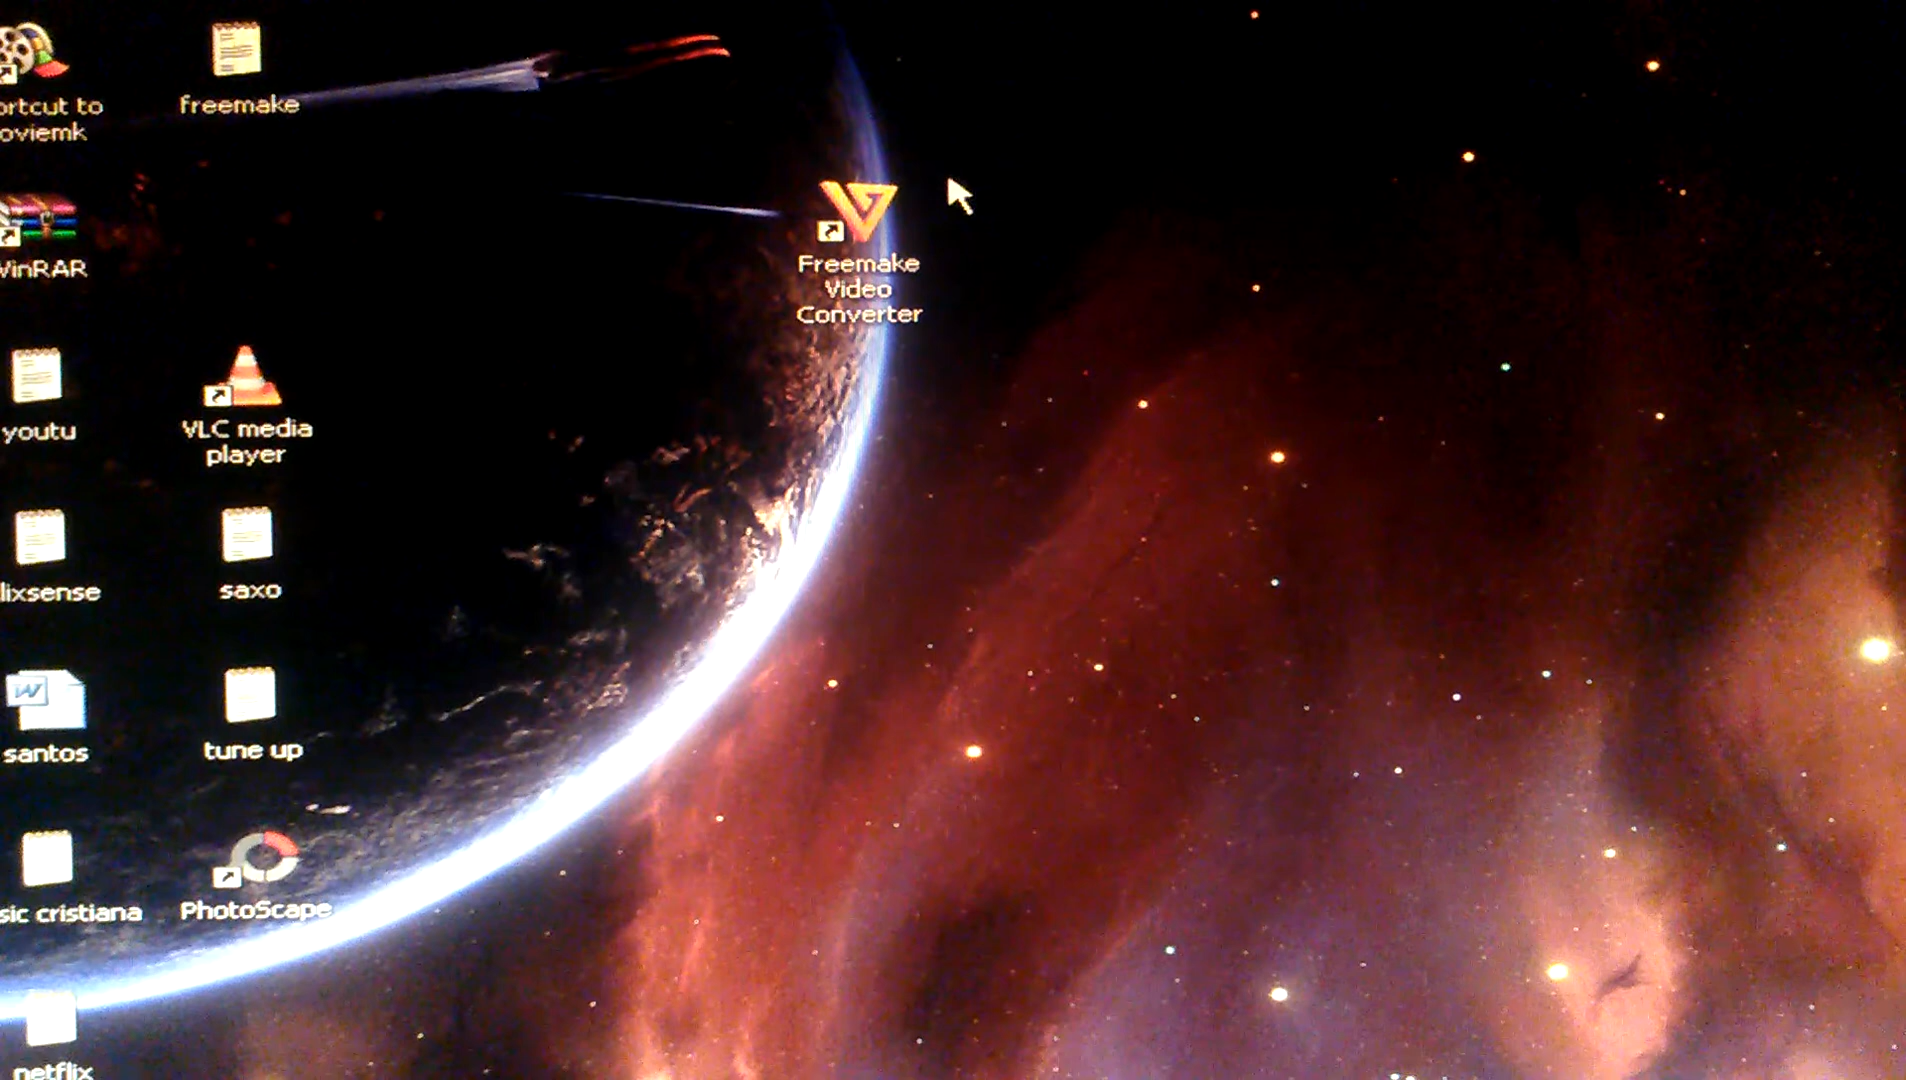 ortcut to
oviemk
freemake
WinRAR
Freemake
Video
Converter
youtu
VLC media
player
lixsense
saxo
santos
tune up
sic cristiana
PhotoScape
netflix